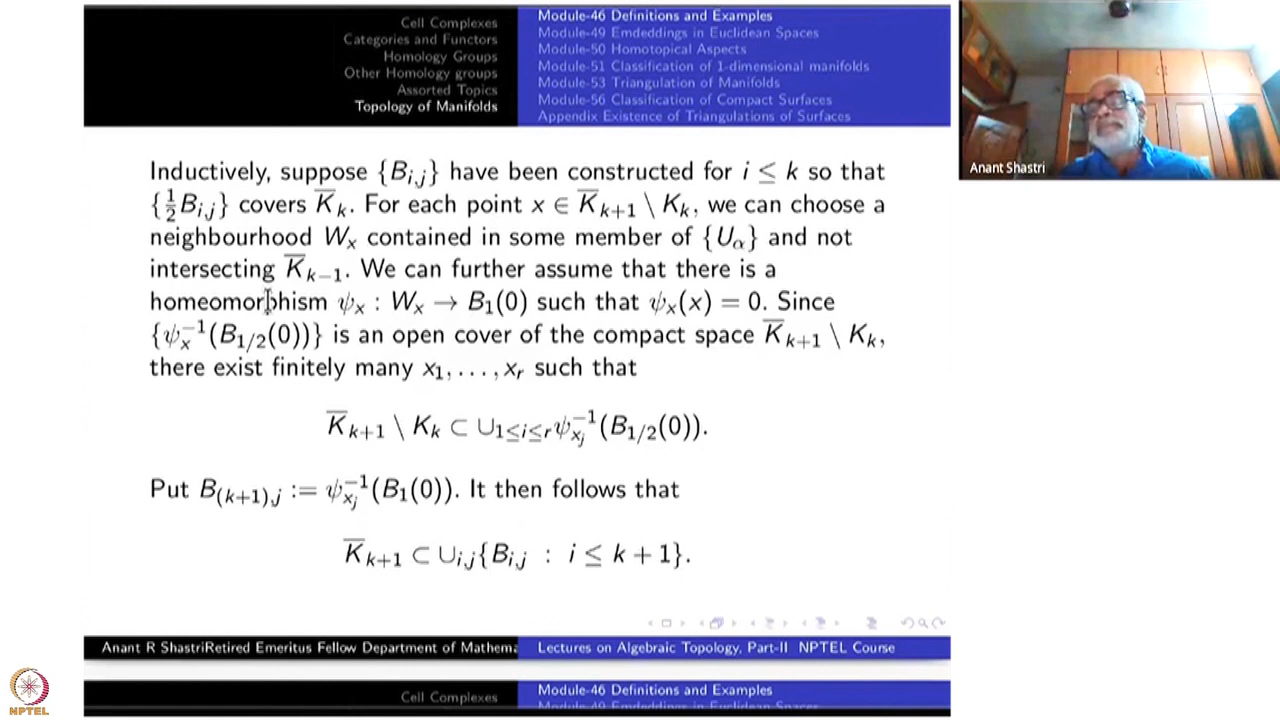 Cell Complexes
Categories and Functors
Homology Groups
Other Homology groups
Assorted Topics
Topology of Manifolds
Module-46 Definitions and Examples
Module-49 Emdeddings in Euclidean Spaces
Module-50 Homotopical Aspects
Module-51 Classification of 1-dimensional manifolds
Module-53 Triangulation of Manifolds
Module-56 Classification of Compact Surfaces
Appendix Existence of Triangulations of Surfaces
Anant Shastri
Inductively, suppose {B_{i,j}} have been constructed for i ≤ k so that
{½B_{i,j}} covers K̅_k. For each point x ∈ K̅_{k+1} \ K_k, we can choose a
neighbourhood W_x contained in some member of {U_α} and not
intersecting K̅_{k−1}. We can further assume that there is a
homeomorphism ψ_x : W_x → B_1(0) such that ψ_x(x) = 0. Since
{ψ_x^{−1}(B_{1/2}(0))} is an open cover of the compact space K̅_{k+1} \ K_k,
there exist finitely many x_1, . . . , x_r such that
K̅_{k+1} \ K_k ⊂ ∪_{1≤i≤r} ψ_{x_j}^{−1}(B_{1/2}(0)).
Put B_{(k+1),j} := ψ_{x_j}^{−1}(B_1(0)). It then follows that
K̅_{k+1} ⊂ ∪_{i,j}{B_{i,j} : i ≤ k + 1}.
Anant R ShastriRetired Emeritus Fellow Department of Mathema
Lectures on Algebraic Topology, Part-II NPTEL Course
Cell Complexes
Module-46 Definitions and Examples
Module-49 Emdeddings in Euclidean Spaces
NPTEL